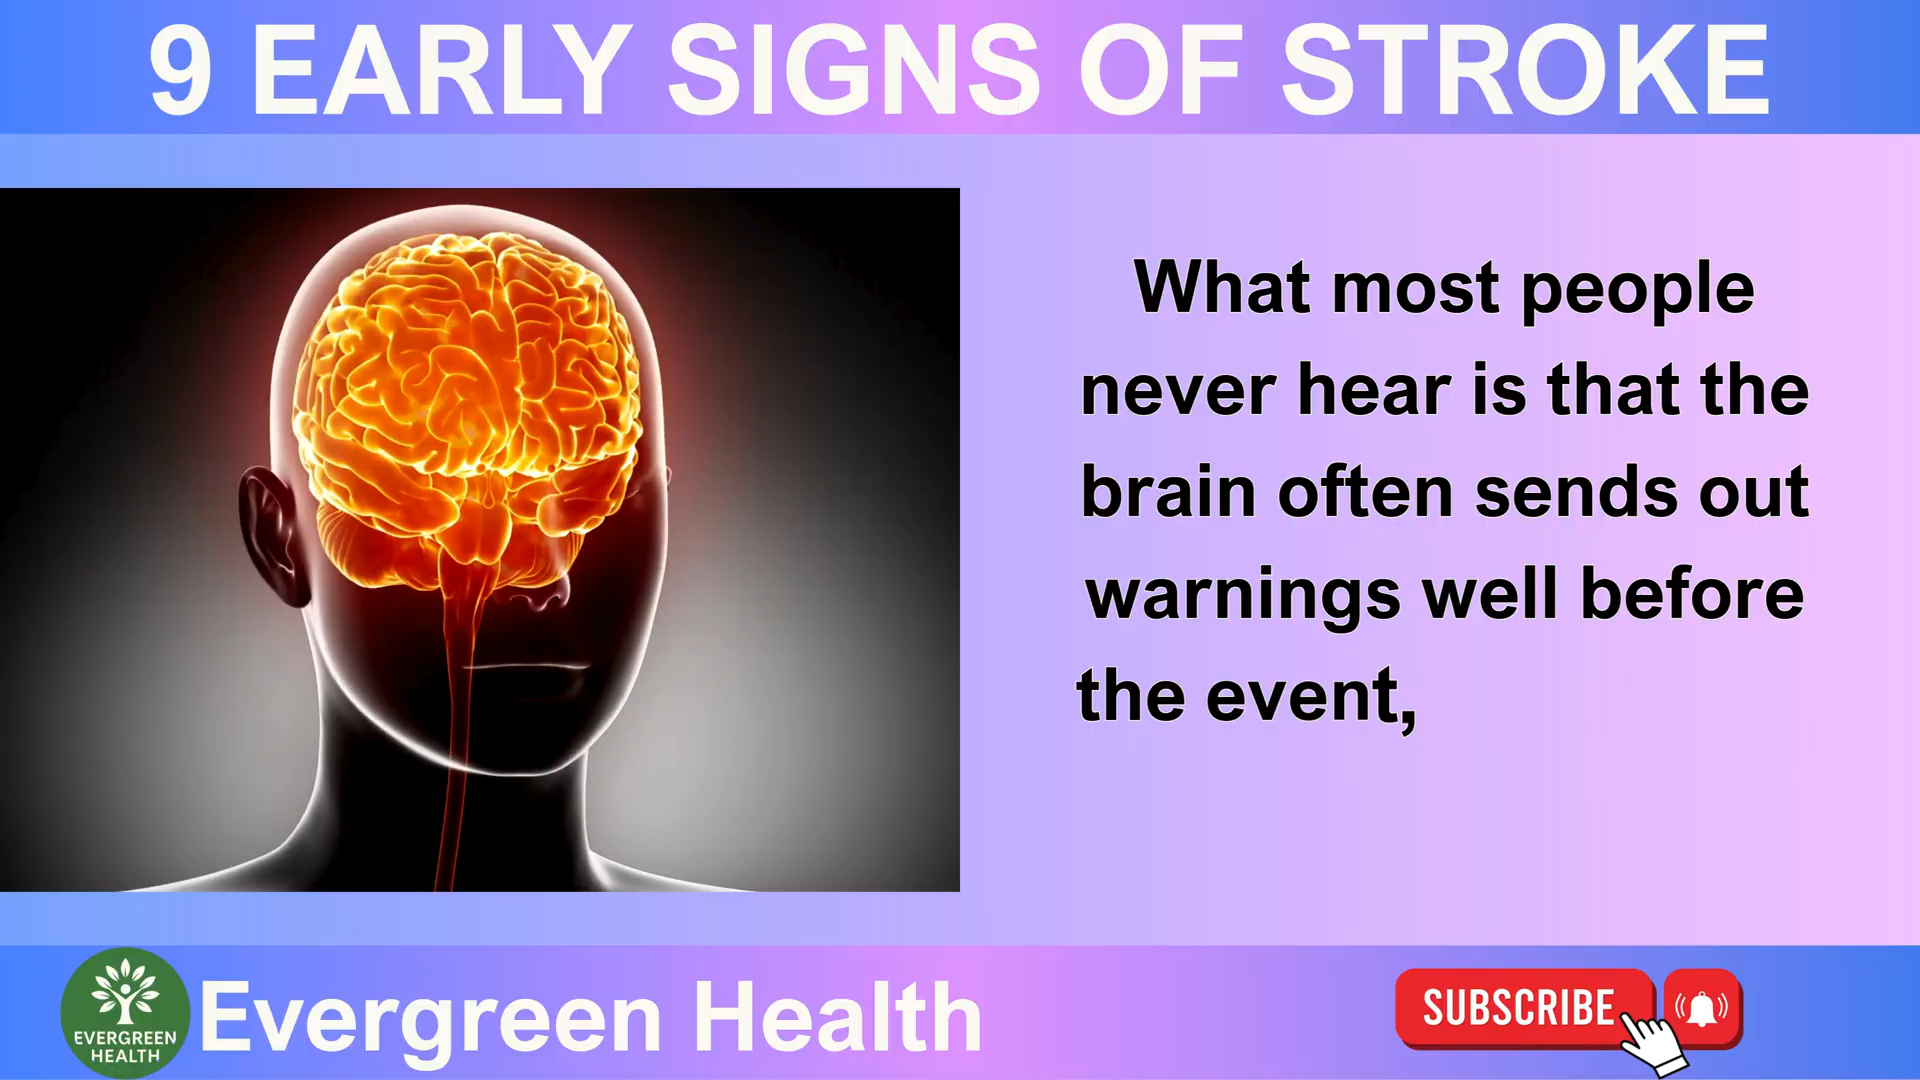 9 EARLY SIGNS OF STROKE
What most people
never hear is that the
brain often sends out
warnings well before
the event,
EVERGREEN
HEALTH
Evergreen Health
SUBSCRIBE